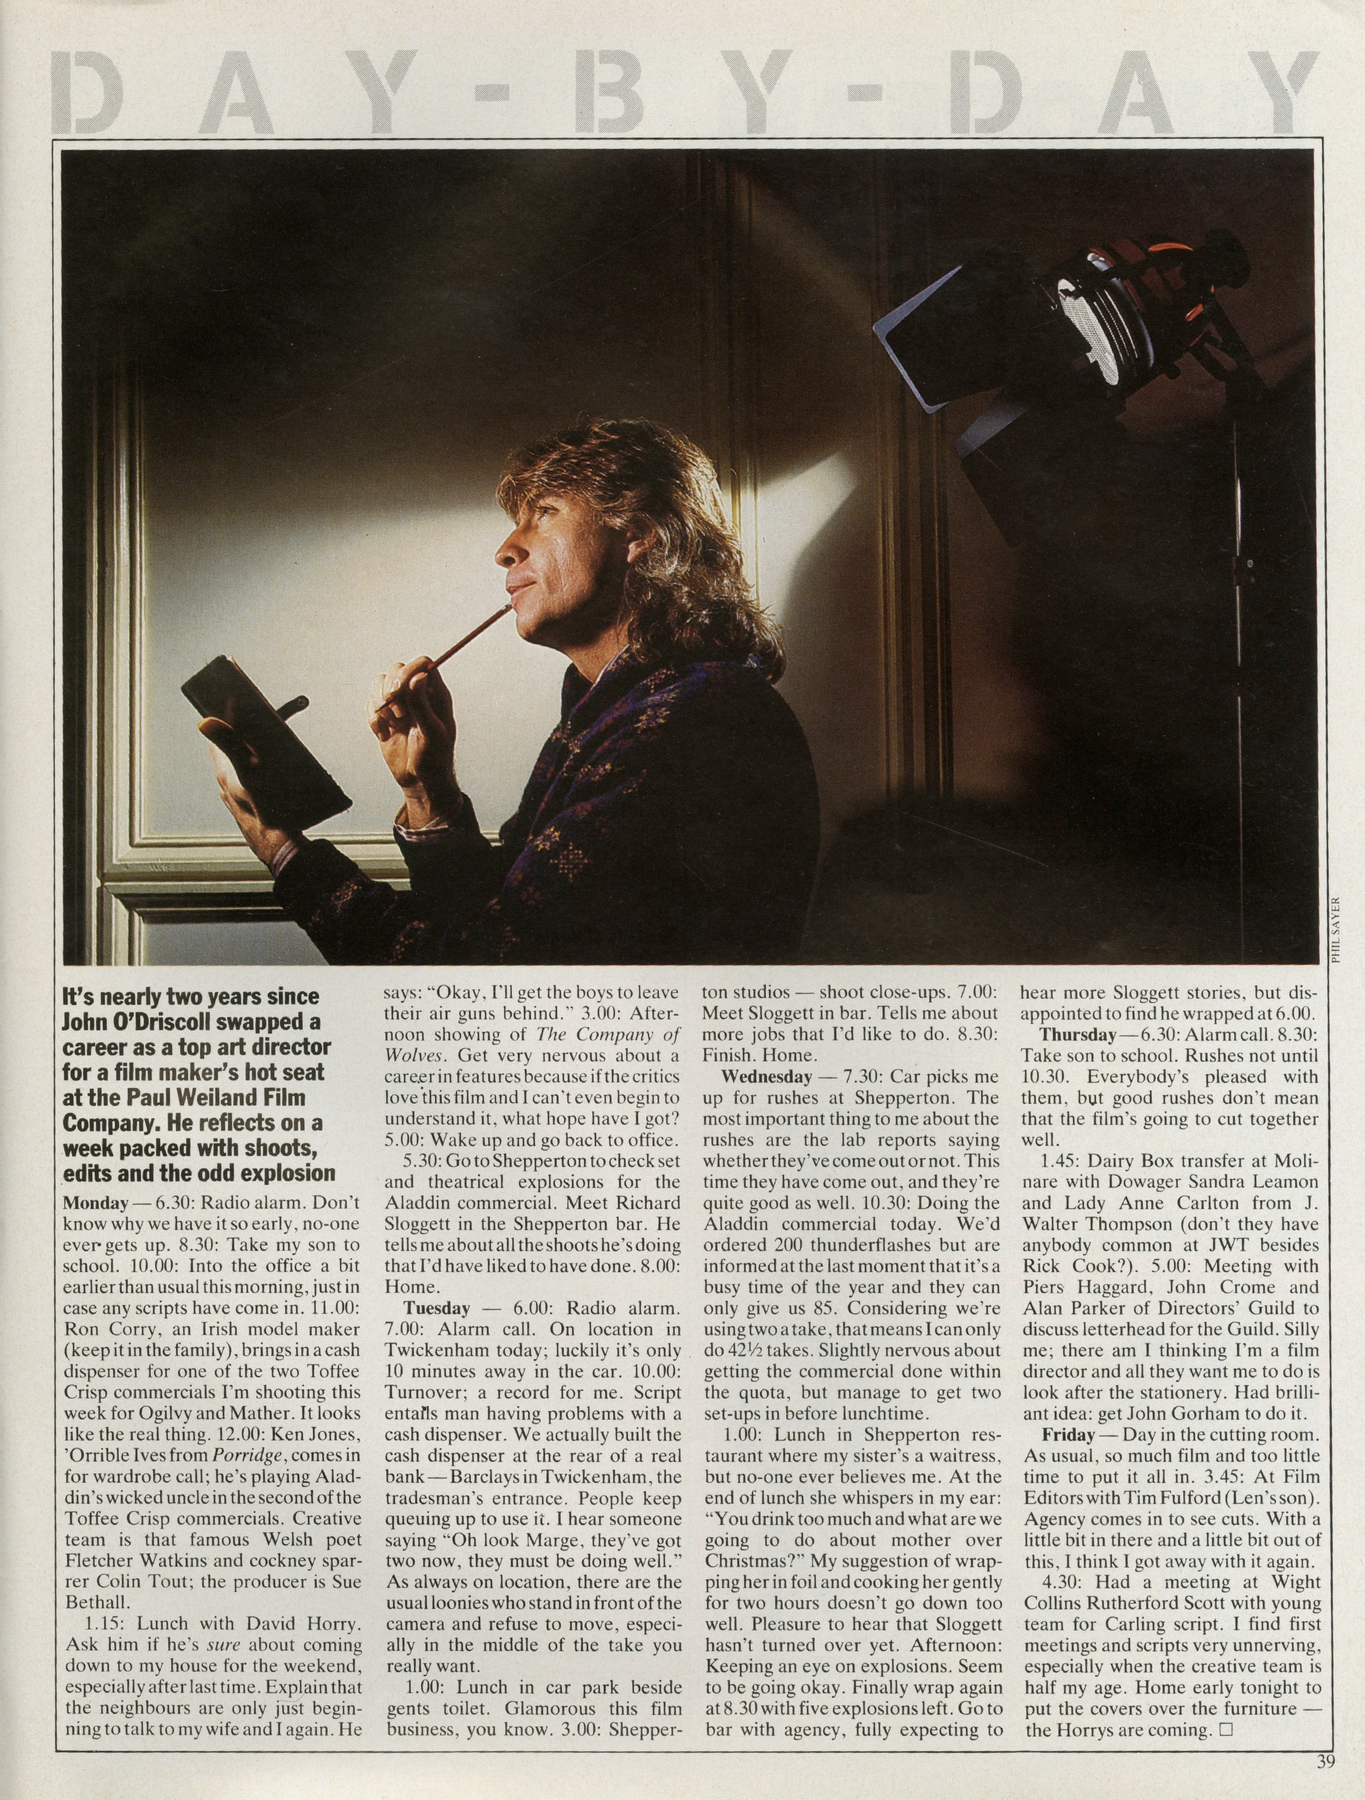 DAY-BY-DAY
PHIL SAYER
It's nearly two years since
John O'Driscoll swapped a
career as a top art director
for a film maker's hot seat
at the Paul Weiland Film
Company. He reflects on a
week packed with shoots,
edits and the odd explosion
Monday — 6.30: Radio alarm. Don't
know why we have it so early, no-one
ever gets up. 8.30: Take my son to
school. 10.00: Into the office a bit
earlier than usual this morning, just in
case any scripts have come in. 11.00:
Ron Corry, an Irish model maker
(keep it in the family), brings in a cash
dispenser for one of the two Toffee
Crisp commercials I'm shooting this
week for Ogilvy and Mather. It looks
like the real thing. 12.00: Ken Jones,
'Orrible Ives from Porridge, comes in
for wardrobe call; he's playing Alad-
din's wicked uncle in the second of the
Toffee Crisp commercials. Creative
team is that famous Welsh poet
Fletcher Watkins and cockney spar-
rer Colin Tout; the producer is Sue
Bethall.
1.15: Lunch with David Horry.
Ask him if he's sure about coming
down to my house for the weekend,
especially after last time. Explain that
the neighbours are only just begin-
ning to talk to my wife and I again. He
says: "Okay, I'll get the boys to leave
their air guns behind." 3.00: After-
noon showing of The Company of
Wolves. Get very nervous about a
career in features because if the critics
love this film and I can't even begin to
understand it, what hope have I got?
5.00: Wake up and go back to office.
5.30: Go to Shepperton to check set
and theatrical explosions for the
Aladdin commercial. Meet Richard
Sloggett in the Shepperton bar. He
tells me about all the shoots he's doing
that I'd have liked to have done. 8.00:
Home.
Tuesday — 6.00: Radio alarm.
7.00: Alarm call. On location in
Twickenham today; luckily it's only
10 minutes away in the car. 10.00:
Turnover; a record for me. Script
entails man having problems with a
cash dispenser. We actually built the
cash dispenser at the rear of a real
bank — Barclays in Twickenham, the
tradesman's entrance. People keep
queuing up to use it. I hear someone
saying "Oh look Marge, they've got
two now, they must be doing well."
As always on location, there are the
usual loonies who stand in front of the
camera and refuse to move, especi-
ally in the middle of the take you
really want.
1.00: Lunch in car park beside
gents toilet. Glamorous this film
business, you know. 3.00: Shepper-
ton studios — shoot close-ups. 7.00:
Meet Sloggett in bar. Tells me about
more jobs that I'd like to do. 8.30:
Finish. Home.
Wednesday — 7.30: Car picks me
up for rushes at Shepperton. The
most important thing to me about the
rushes are the lab reports saying
whether they've come out or not. This
time they have come out, and they're
quite good as well. 10.30: Doing the
Aladdin commercial today. We'd
ordered 200 thunderflashes but are
informed at the last moment that it's a
busy time of the year and they can
only give us 85. Considering we're
using two a take, that means I can only
do 42½ takes. Slightly nervous about
getting the commercial done within
the quota, but manage to get two
set-ups in before lunchtime.
1.00: Lunch in Shepperton res-
taurant where my sister's a waitress,
but no-one ever believes me. At the
end of lunch she whispers in my ear:
"You drink too much and what are we
going to do about mother over
Christmas?" My suggestion of wrap-
ping her in foil and cooking her gently
for two hours doesn't go down too
well. Pleasure to hear that Sloggett
hasn't turned over yet. Afternoon:
Keeping an eye on explosions. Seem
to be going okay. Finally wrap again
at 8.30 with five explosions left. Go to
bar with agency, fully expecting to
hear more Sloggett stories, but dis-
appointed to find he wrapped at 6.00.
Thursday — 6.30: Alarm call. 8.30:
Take son to school. Rushes not until
10.30. Everybody's pleased with
them, but good rushes don't mean
that the film's going to cut together
well.
1.45: Dairy Box transfer at Moli-
nare with Dowager Sandra Leamon
and Lady Anne Carlton from J.
Walter Thompson (don't they have
anybody common at JWT besides
Rick Cook?). 5.00: Meeting with
Piers Haggard, John Crome and
Alan Parker of Directors' Guild to
discuss letterhead for the Guild. Silly
me; there am I thinking I'm a film
director and all they want me to do is
look after the stationery. Had brilli-
ant idea: get John Gorham to do it.
Friday — Day in the cutting room.
As usual, so much film and too little
time to put it all in. 3.45: At Film
Editors with Tim Fulford (Len's son).
Agency comes in to see cuts. With a
little bit in there and a little bit out of
this, I think I got away with it again.
4.30: Had a meeting at Wight
Collins Rutherford Scott with young
team for Carling script. I find first
meetings and scripts very unnerving,
especially when the creative team is
half my age. Home early tonight to
put the covers over the furniture —
the Horrys are coming. □
39